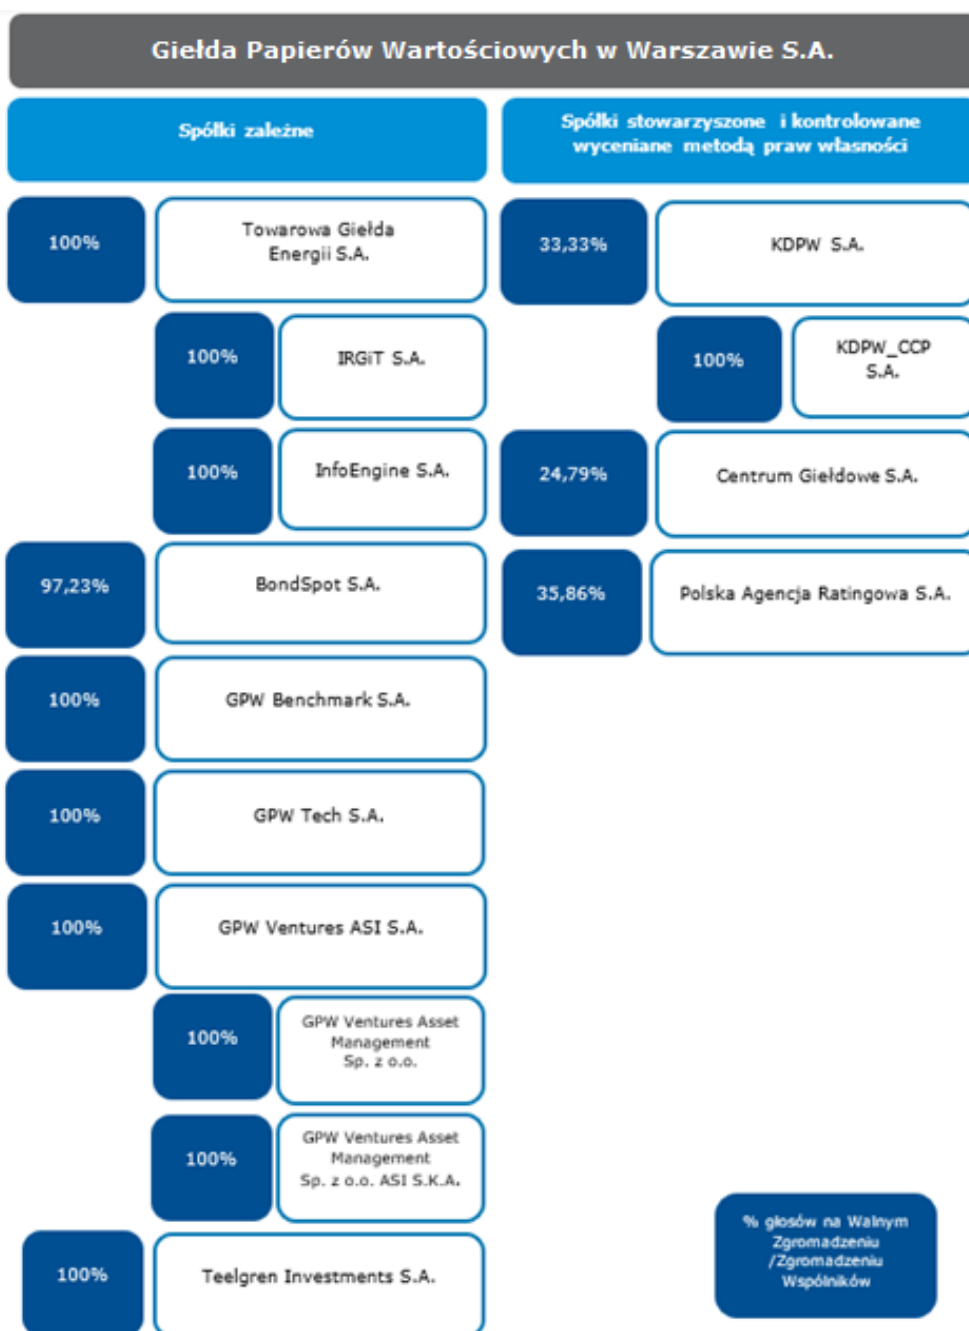 Giełda Papierów Wartościowych w Warszawie S.A.
Spółki zależne
100%
Towarowa Giełda
Energii S.A.
100%
IRGiT S.A.
100%
InfoEngine S.A.
97,23%
BondSpot S.A.
100%
GPW Benchmark S.A.
100%
GPW Tech S.A.
100%
GPW Ventures ASI S.A.
100%
GPW Ventures Asset
Management
Sp. z o.o.
100%
GPW Ventures Asset
Management
Sp. z o.o. ASI S.K.A.
100%
Teelgren Investments S.A.
Spółki stowarzyszone i kontrolowane
wyceniane metodą praw własności
33,33%
KDPW S.A.
100%
KDPW_CCP
S.A.
24,79%
Centrum Giełdowe S.A.
35,86%
Polska Agencja Ratingowa S.A.
% głosów na Walnym
Zgromadzeniu
/Zgromadzeniu
Wspólników